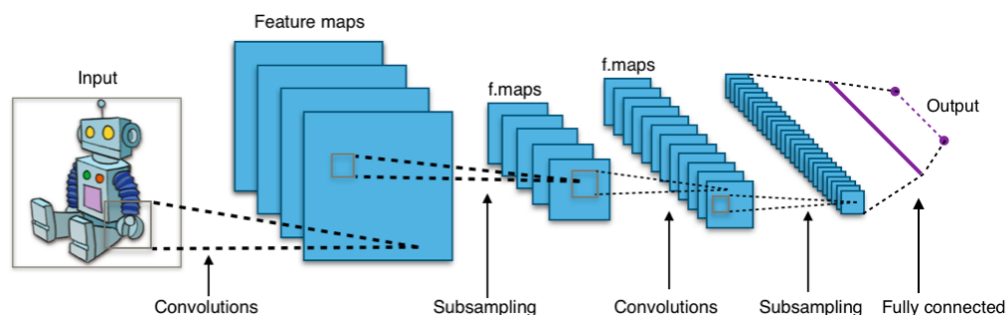 Feature maps
Input
f.maps
f.maps
Output
Convolutions
Subsampling
Convolutions
Subsampling
Fully connected